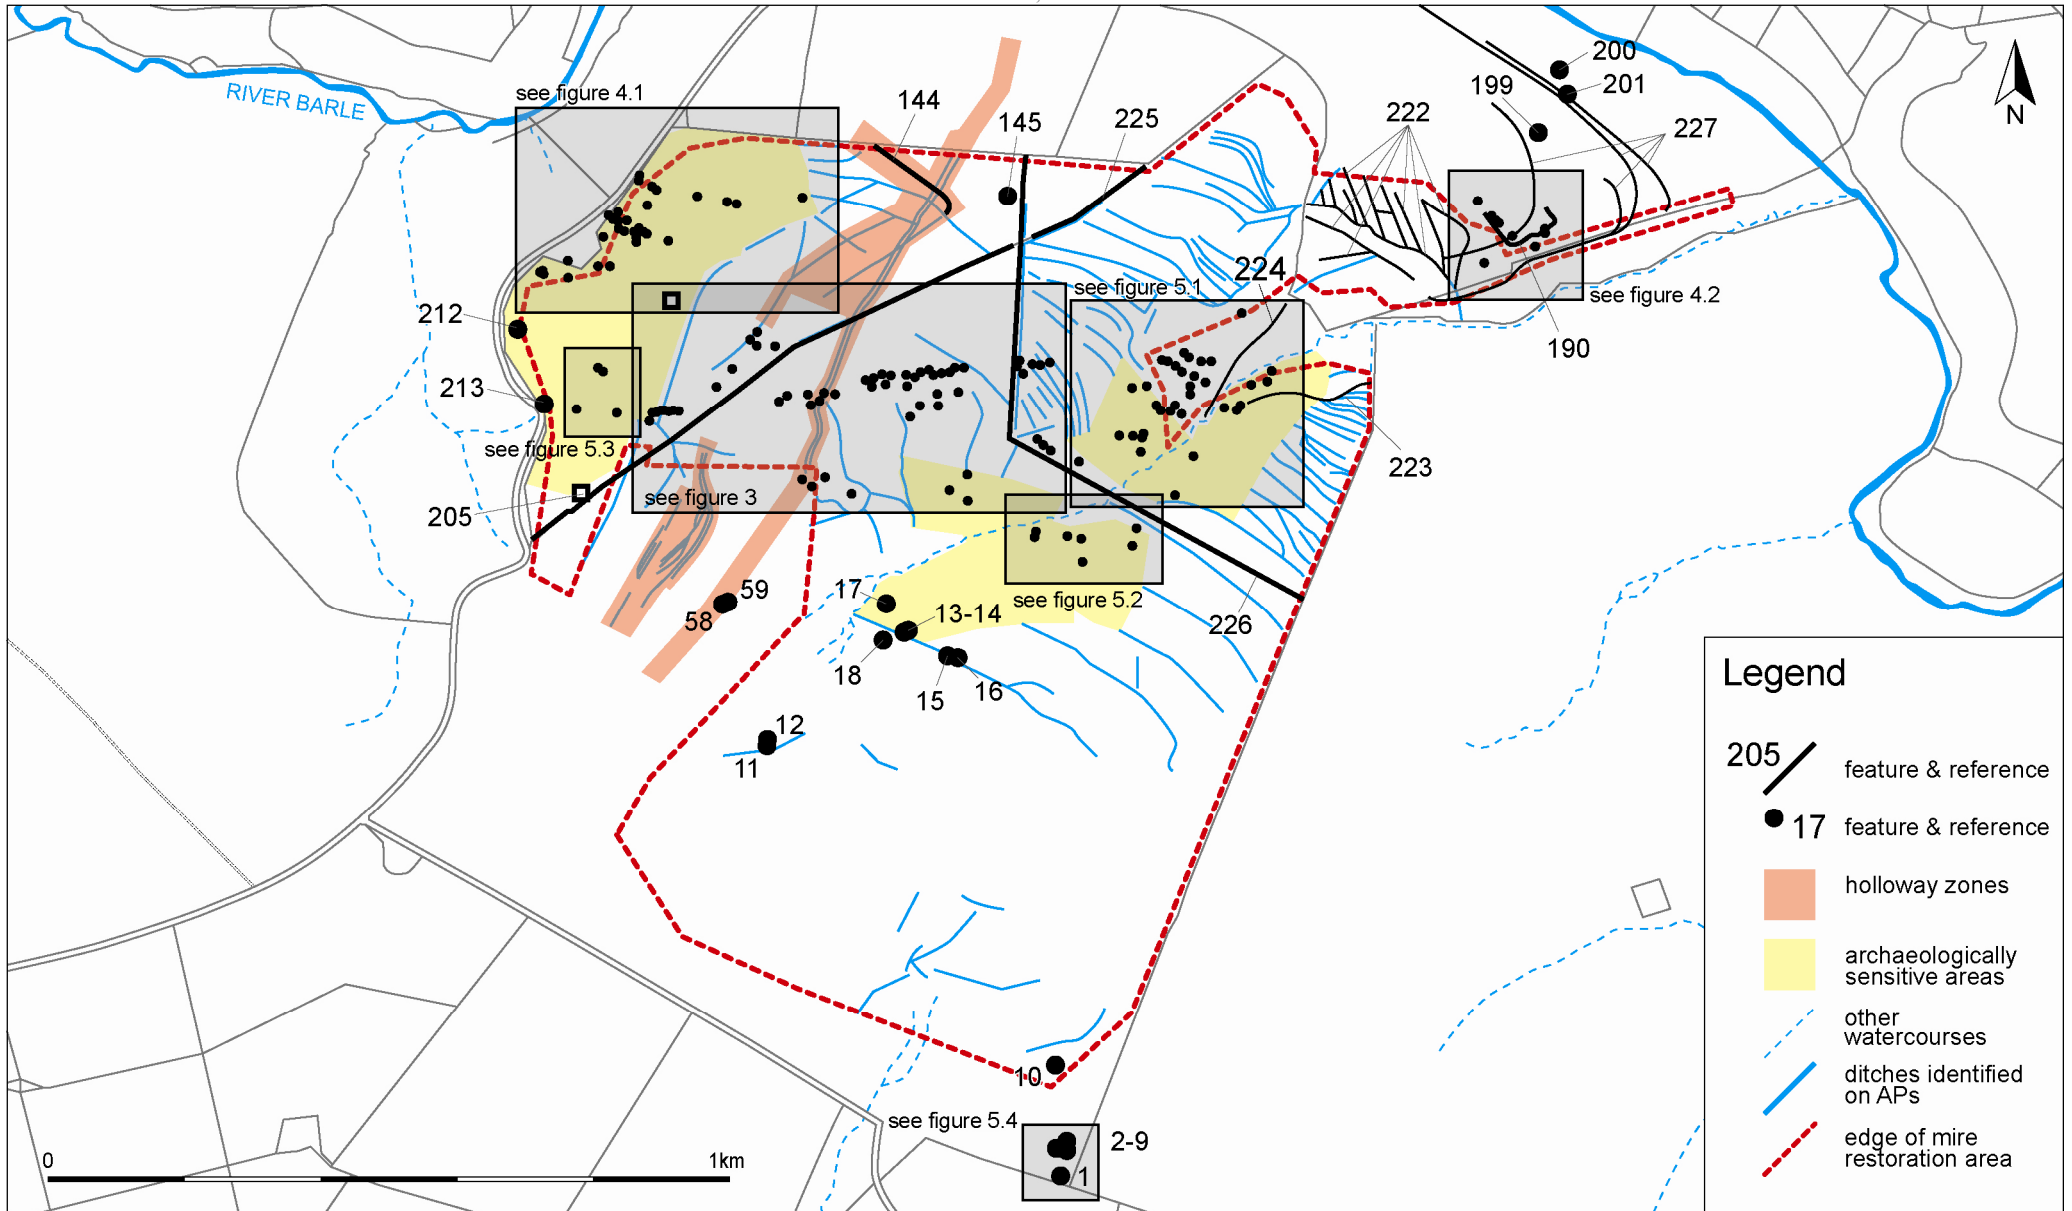 see figure 4.1
RIVER BARLE
144
145
225
222
199
200
201
227
N
224
see figure 5.1
see figure 4.2
190
212
213
see figure 5.3
205
see figure 3
223
see figure 5.2
226
59
58
17
13-14
18
15
16
12
11
10
see figure 5.4
2-9
1
0
1km
Legend
205
feature & reference
17
feature & reference
holloway zones
archaeologically
sensitive areas
other
watercourses
ditches identified
on APs
edge of mire
restoration area